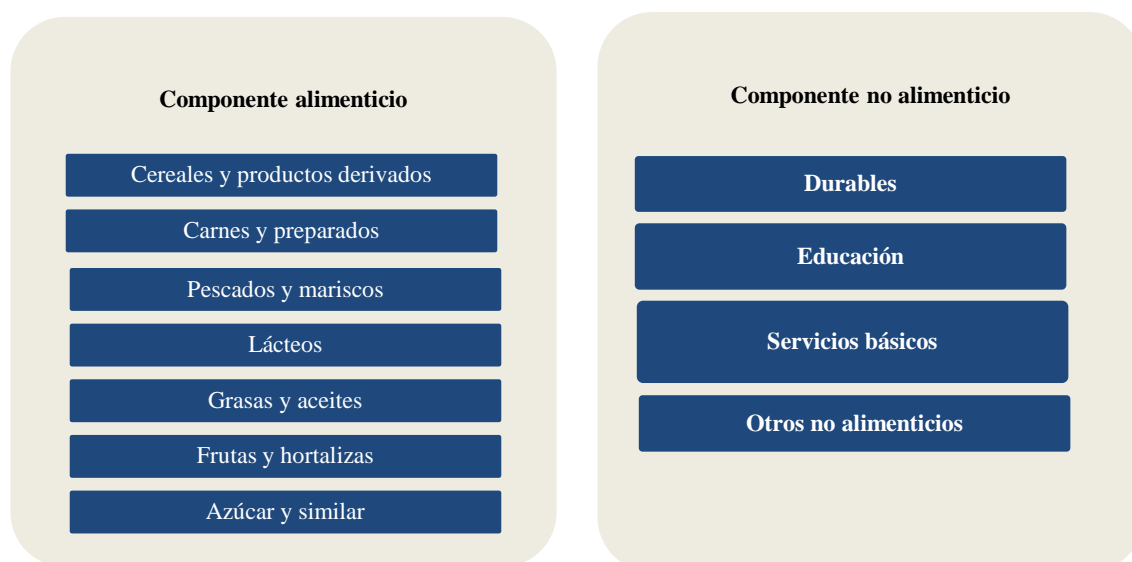 Componente alimenticio
Cereales y productos derivados
Carnes y preparados
Pescados y mariscos
Lácteos
Grasas y aceites
Frutas y hortalizas
Azúcar y similar
Componente no alimenticio
Durables
Educación
Servicios básicos
Otros no alimenticios